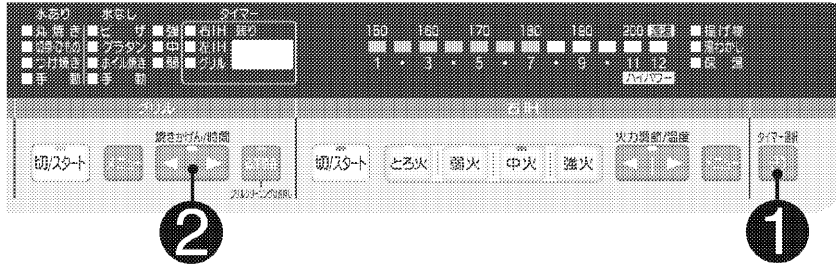 水あり 水なし タイマー
丸焼き ピザ 強 右IH 残り 150 160 170 180 190 200 揚げ物
切身/ひもの グラタン 中 左IH 湯わかし
つけ焼き ホイル焼き 弱 グリル 1・3・5・7・9・11 12 保温
手動 手動 ハイパワー
グリル 右IH
焼きかげん/時間 火力調節/温度 タイマー選択
切/スタート 切/スタート とろ火 弱火 中火 強火
2 1